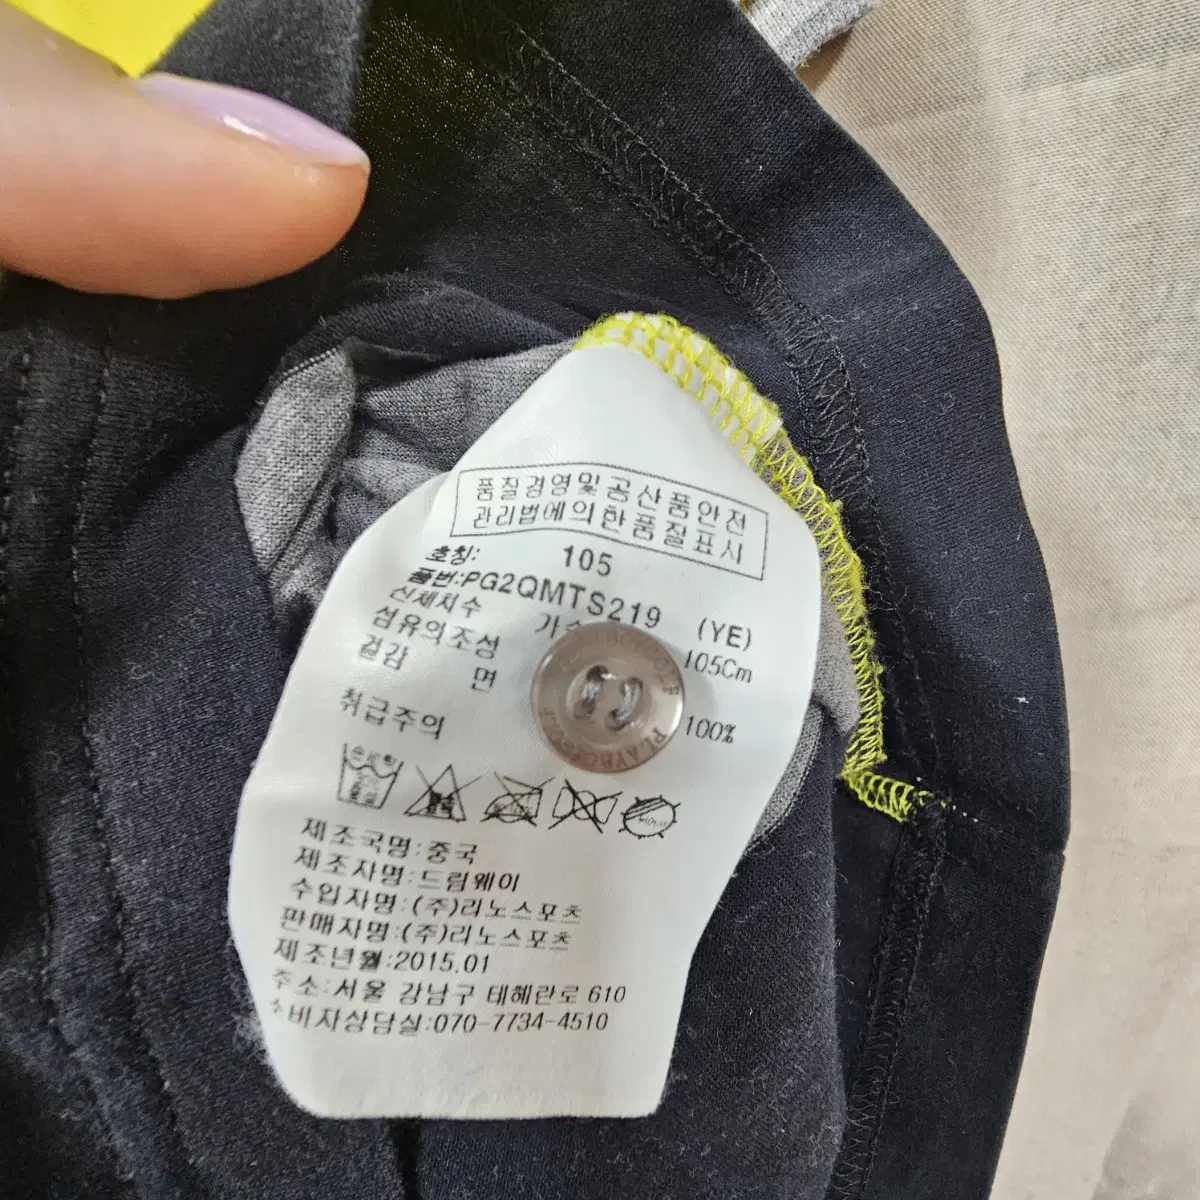 품질경영및공산품안전
관리법에의한품질표시
호칭: 105
품번:PG2QMTS219 (YE)
신체치수 105Cm
섬유의조성
겉감 면 100%
취급주의
제조국명:중국
제조자명:드림웨이
수입자명:(주)리노스포츠
판매자명:(주)리노스포츠
제조년월:2015.01
주소:서울 강남구 테헤란로 610
소비자상담실:070-7734-4510